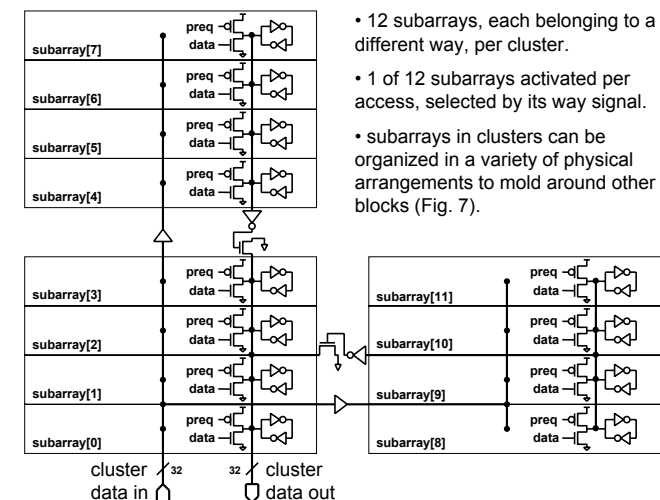 preq
data
subarray[7]
preq
data
subarray[6]
preq
data
subarray[5]
preq
data
subarray[4]
• 12 subarrays, each belonging to a
different way, per cluster.
• 1 of 12 subarrays activated per
access, selected by its way signal.
• subarrays in clusters can be
organized in a variety of physical
arrangements to mold around other
blocks (Fig. 7).
preq
data
subarray[3]
preq
data
subarray[2]
preq
data
subarray[1]
preq
data
subarray[0]
preq
data
subarray[11]
preq
data
subarray[10]
preq
data
subarray[9]
preq
data
subarray[8]
cluster 32
data in
32 cluster
data out